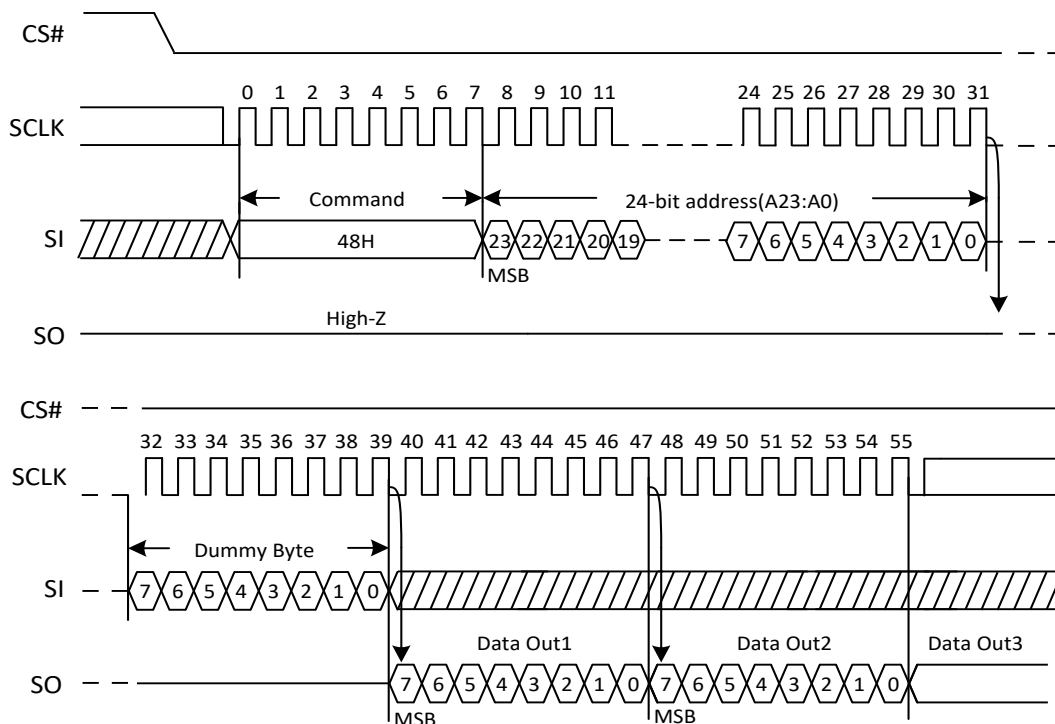 CS#
0 1 2 3 4 5 6 7 8 9 10 11 24 25 26 27 28 29 30 31
SCLK
Command 24-bit address(A23:A0)
SI 48H 23 22 21 20 19 7 6 5 4 3 2 1 0
MSB
High-Z
SO
CS#
32 33 34 35 36 37 38 39 40 41 42 43 44 45 46 47 48 49 50 51 52 53 54 55
SCLK
Dummy Byte
SI 7 6 5 4 3 2 1 0
Data Out1 Data Out2 Data Out3
SO 7 6 5 4 3 2 1 0 7 6 5 4 3 2 1 0
MSB MSB